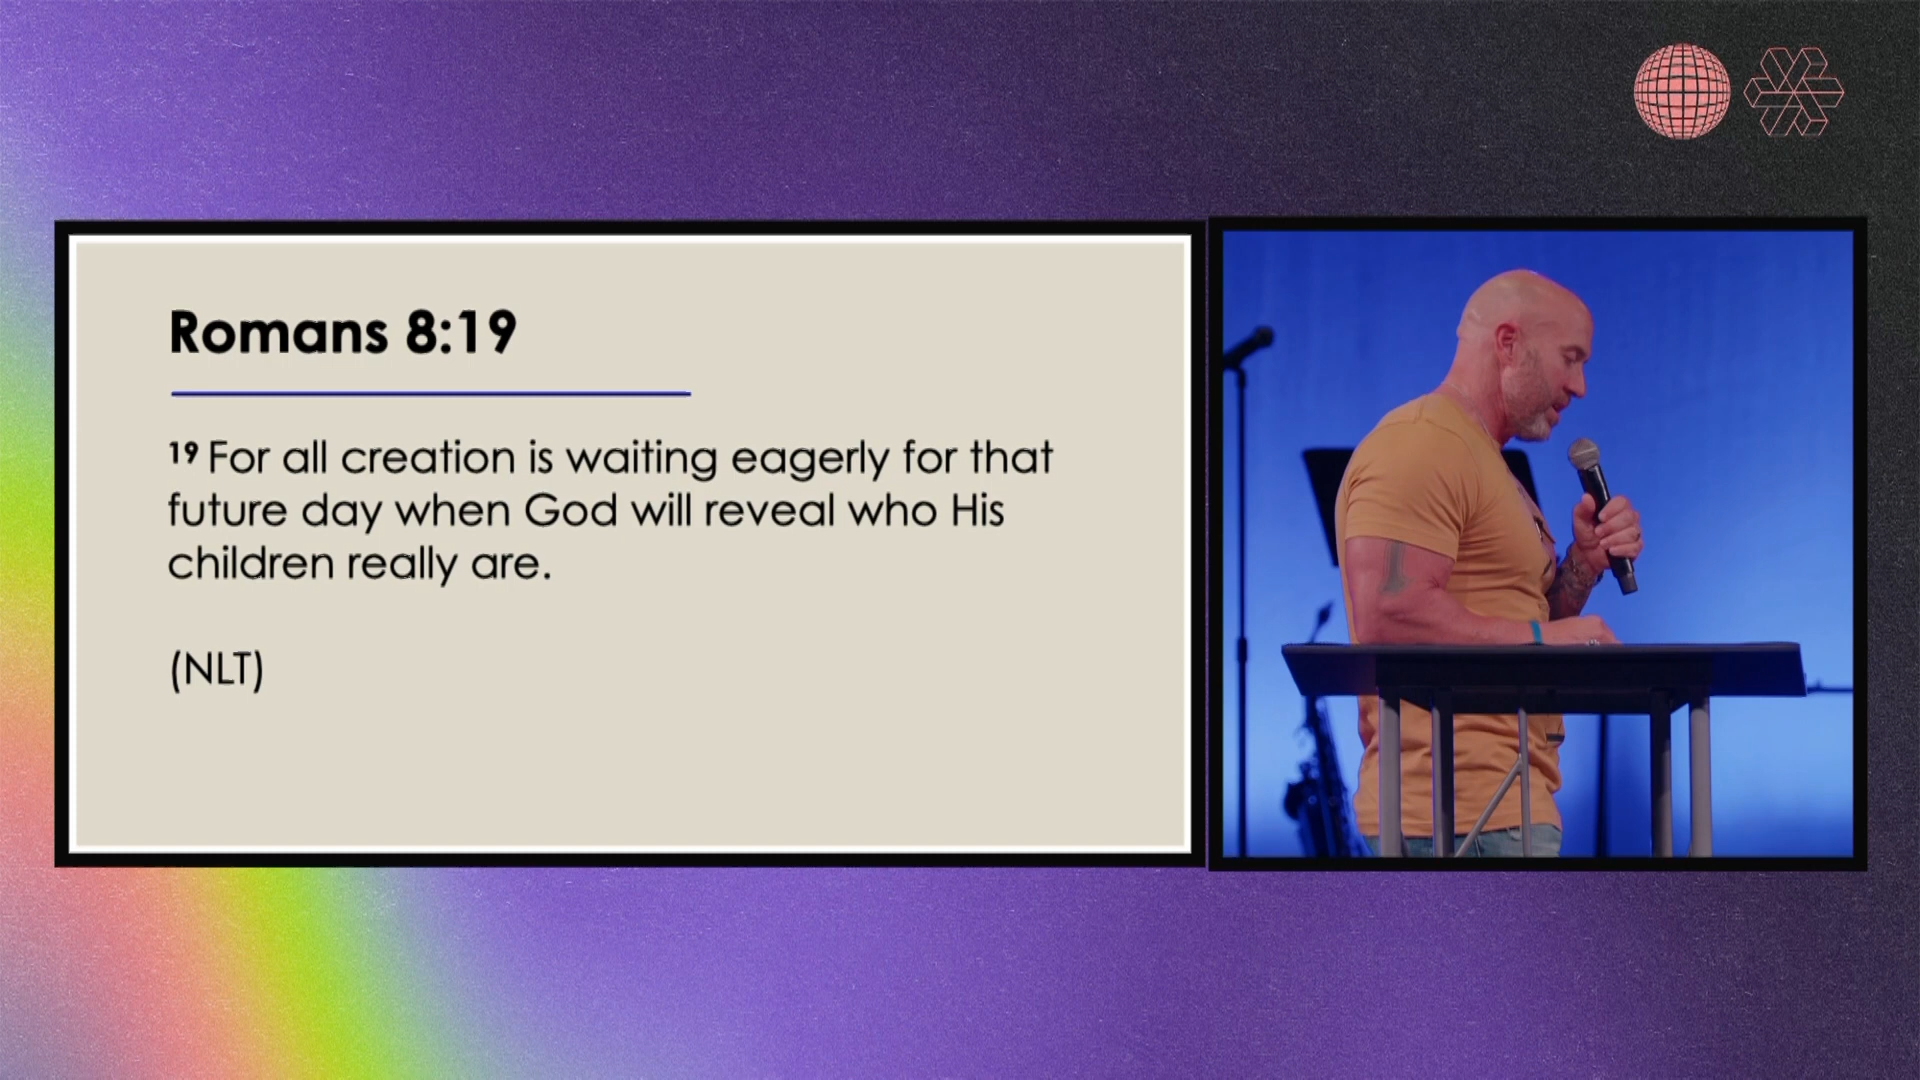 Romans 8:19
19 For all creation is waiting eagerly for that
future day when God will reveal who His
children really are.
(NLT)